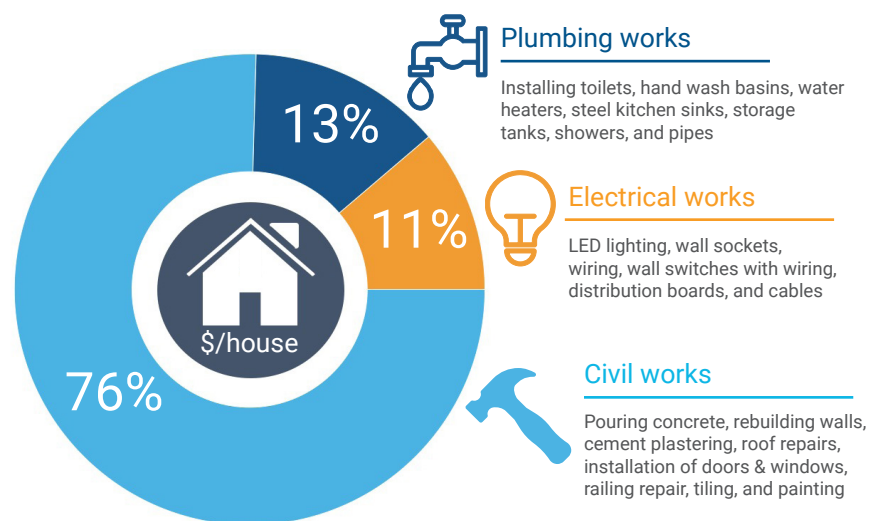 Plumbing works
Installing toilets, hand wash basins, water
heaters, steel kitchen sinks, storage
tanks, showers, and pipes
13%
Electrical works
LED lighting, wall sockets,
wiring, wall switches with wiring,
distribution boards, and cables
11%
$/house
76%
Civil works
Pouring concrete, rebuilding walls,
cement plastering, roof repairs,
installation of doors & windows,
railing repair, tiling, and painting